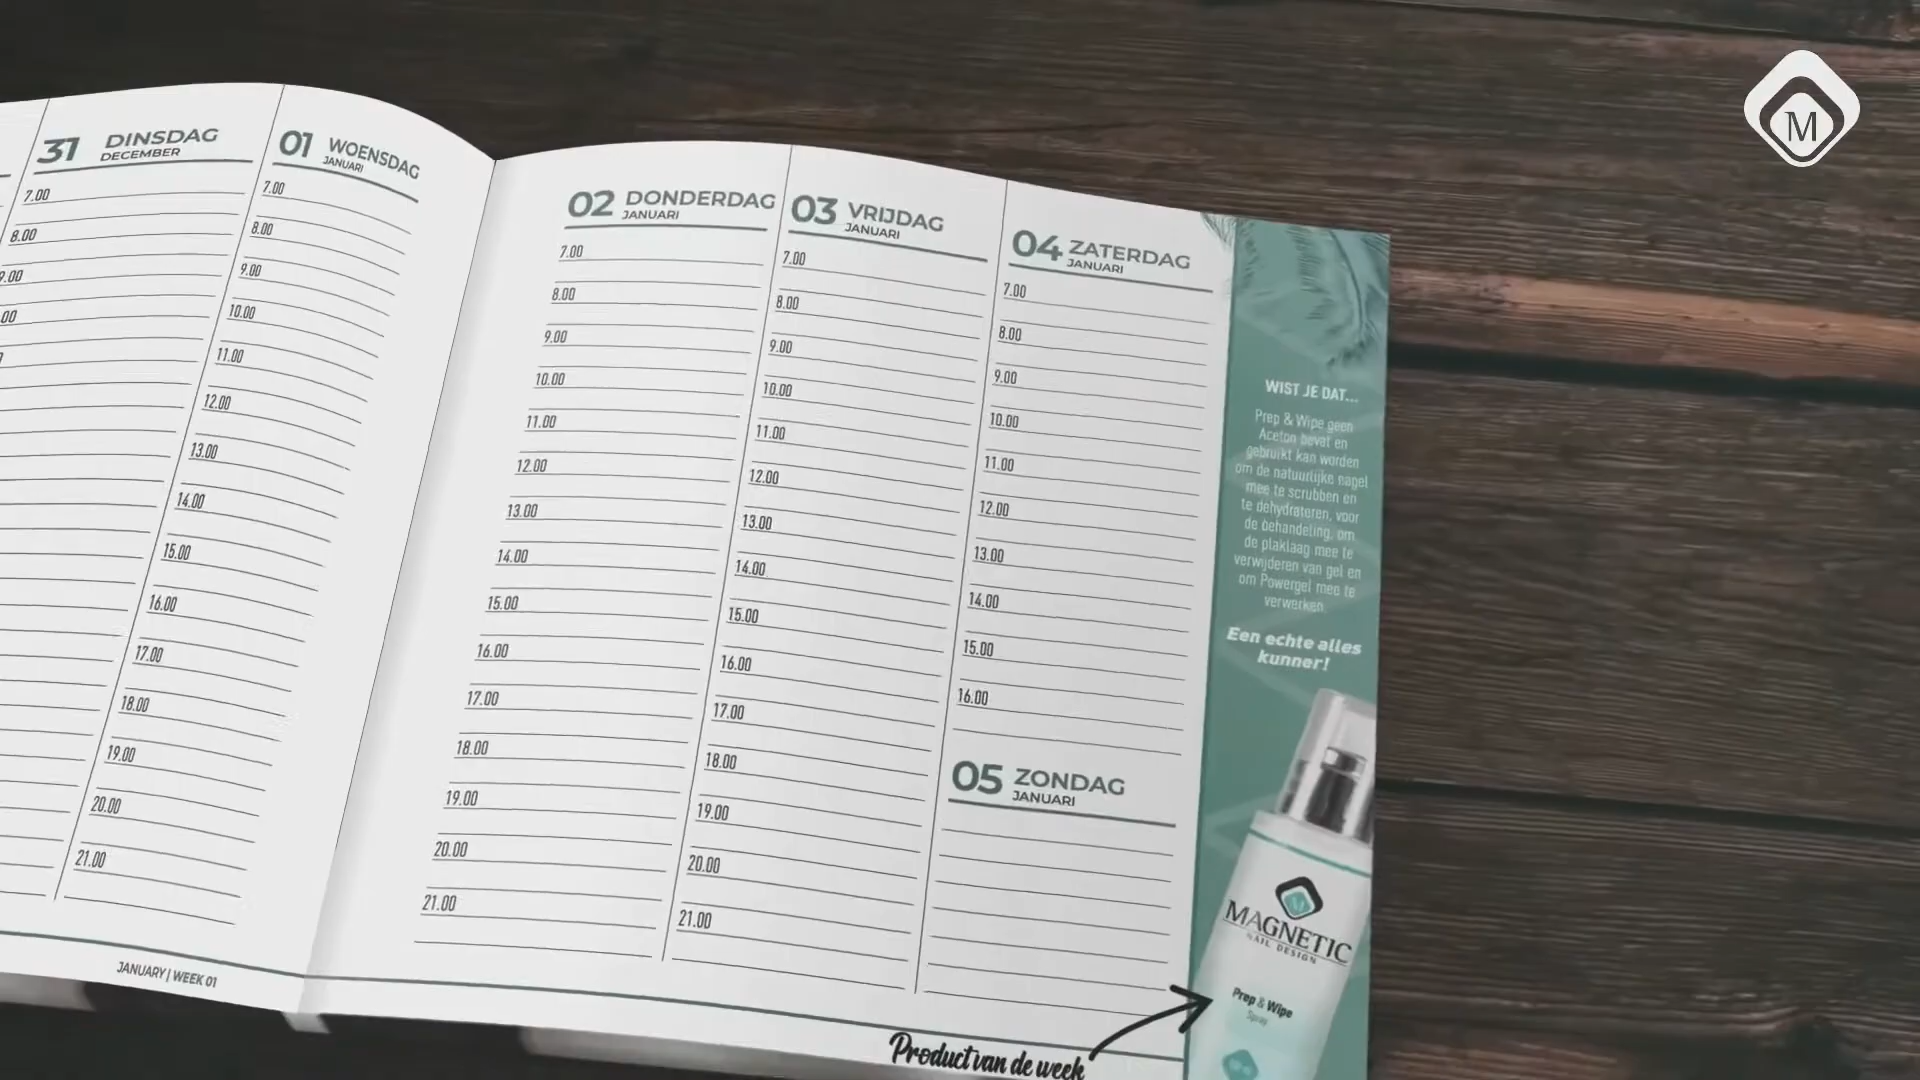 31 DINSDAG
DECEMBER
7.00
8.00
9.00
.00
01 WOENSDAG
JANUARI
7.00
8.00
9.00
10.00
11.00
12.00
13.00
14.00
15.00
16.00
17.00
18.00
19.00
20.00
21.00
JANUARY | WEEK 01
02 DONDERDAG
JANUARI
7.00
8.00
9.00
10.00
11.00
12.00
13.00
14.00
15.00
16.00
17.00
18.00
19.00
20.00
21.00
03 VRIJDAG
JANUARI
7.00
8.00
9.00
10.00
11.00
12.00
13.00
14.00
15.00
16.00
17.00
18.00
19.00
20.00
21.00
04 ZATERDAG
JANUARI
7.00
8.00
9.00
10.00
11.00
12.00
13.00
14.00
15.00
16.00
05 ZONDAG
JANUARI
WIST JE DAT...
Prep & Wipe geen
Aceton bevat en
gebruikt kan worden
om de natuurlijke nagel
mee te scrubben en
te dehydrateren, voor
de behandeling, om
de plaklaag mee te
verwijderen van gel en
om Powergel mee te
verwerken.
Een echte alles
kunner!
M
MAGNETIC
NAIL DESIGN
Prep & Wipe
Spray
Product van de week
M